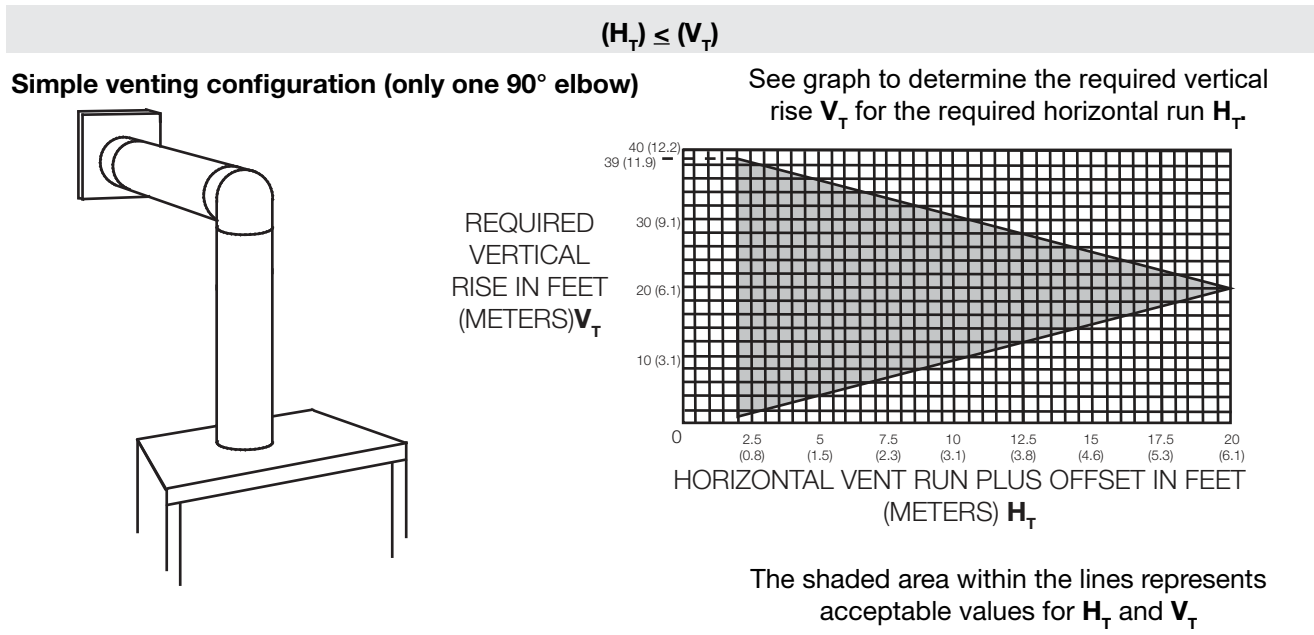 (H_T) ≤ (V_T)
Simple venting configuration (only one 90° elbow)
See graph to determine the required vertical
rise V_T for the required horizontal run H_T.
REQUIRED
VERTICAL
RISE IN FEET
(METERS)V_T
40 (12.2)
39 (11.9)
30 (9.1)
20 (6.1)
10 (3.1)
0 2.5 5 7.5 10 12.5 15 17.5 20
(0.8) (1.5) (2.3) (3.1) (3.8) (4.6) (5.3) (6.1)
HORIZONTAL VENT RUN PLUS OFFSET IN FEET
(METERS) H_T
The shaded area within the lines represents
acceptable values for H_T and V_T